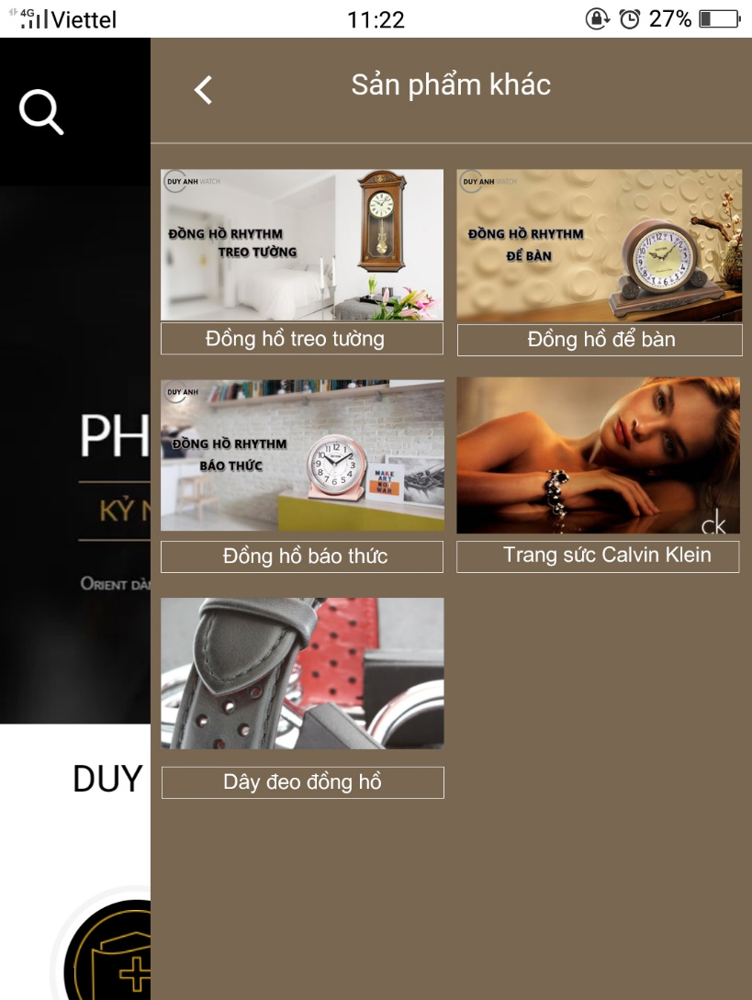 4G
Viettel
11:22
27%
Sản phẩm khác
PH
KỲ N
ORIENT DÀ
DUY
DUY ANH WATCH
ĐỒNG HỒ RHYTHM
TREO TƯỜNG
Đồng hồ treo tường
DUY ANH WATCH
ĐỒNG HỒ RHYTHM
ĐỂ BÀN
Đồng hồ để bàn
DUY ANH
ĐỒNG HỒ RHYTHM
BÁO THỨC
MAKE
ART
NO
WAR
Đồng hồ báo thức
ck
Trang sức Calvin Klein
Dây đeo đồng hồ